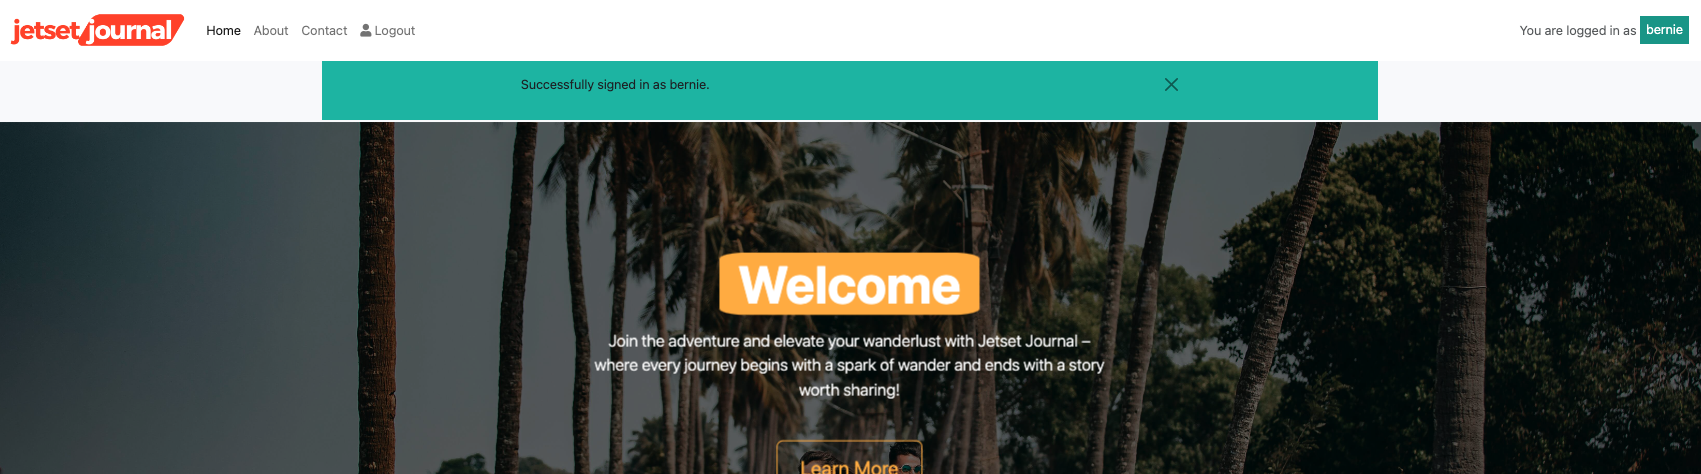 jetset journal Home About Contact Logout You are logged in as bernie
Successfully signed in as bernie.
Welcome
Join the adventure and elevate your wanderlust with Jetset Journal –
where every journey begins with a spark of wander and ends with a story
worth sharing!
Learn More